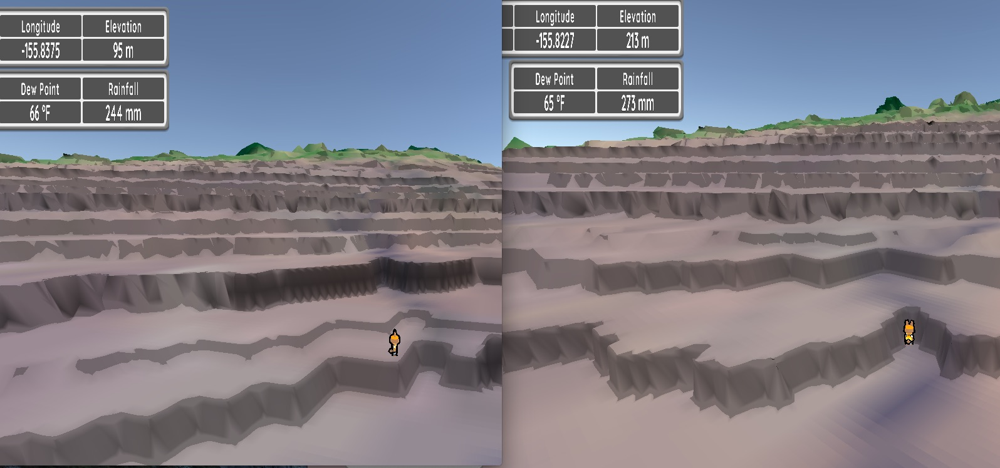 Longitude Elevation
-155.8375 95 m
Dew Point Rainfall
66 °F 244 mm
Longitude Elevation
-155.8227 213 m
Dew Point Rainfall
65 °F 273 mm